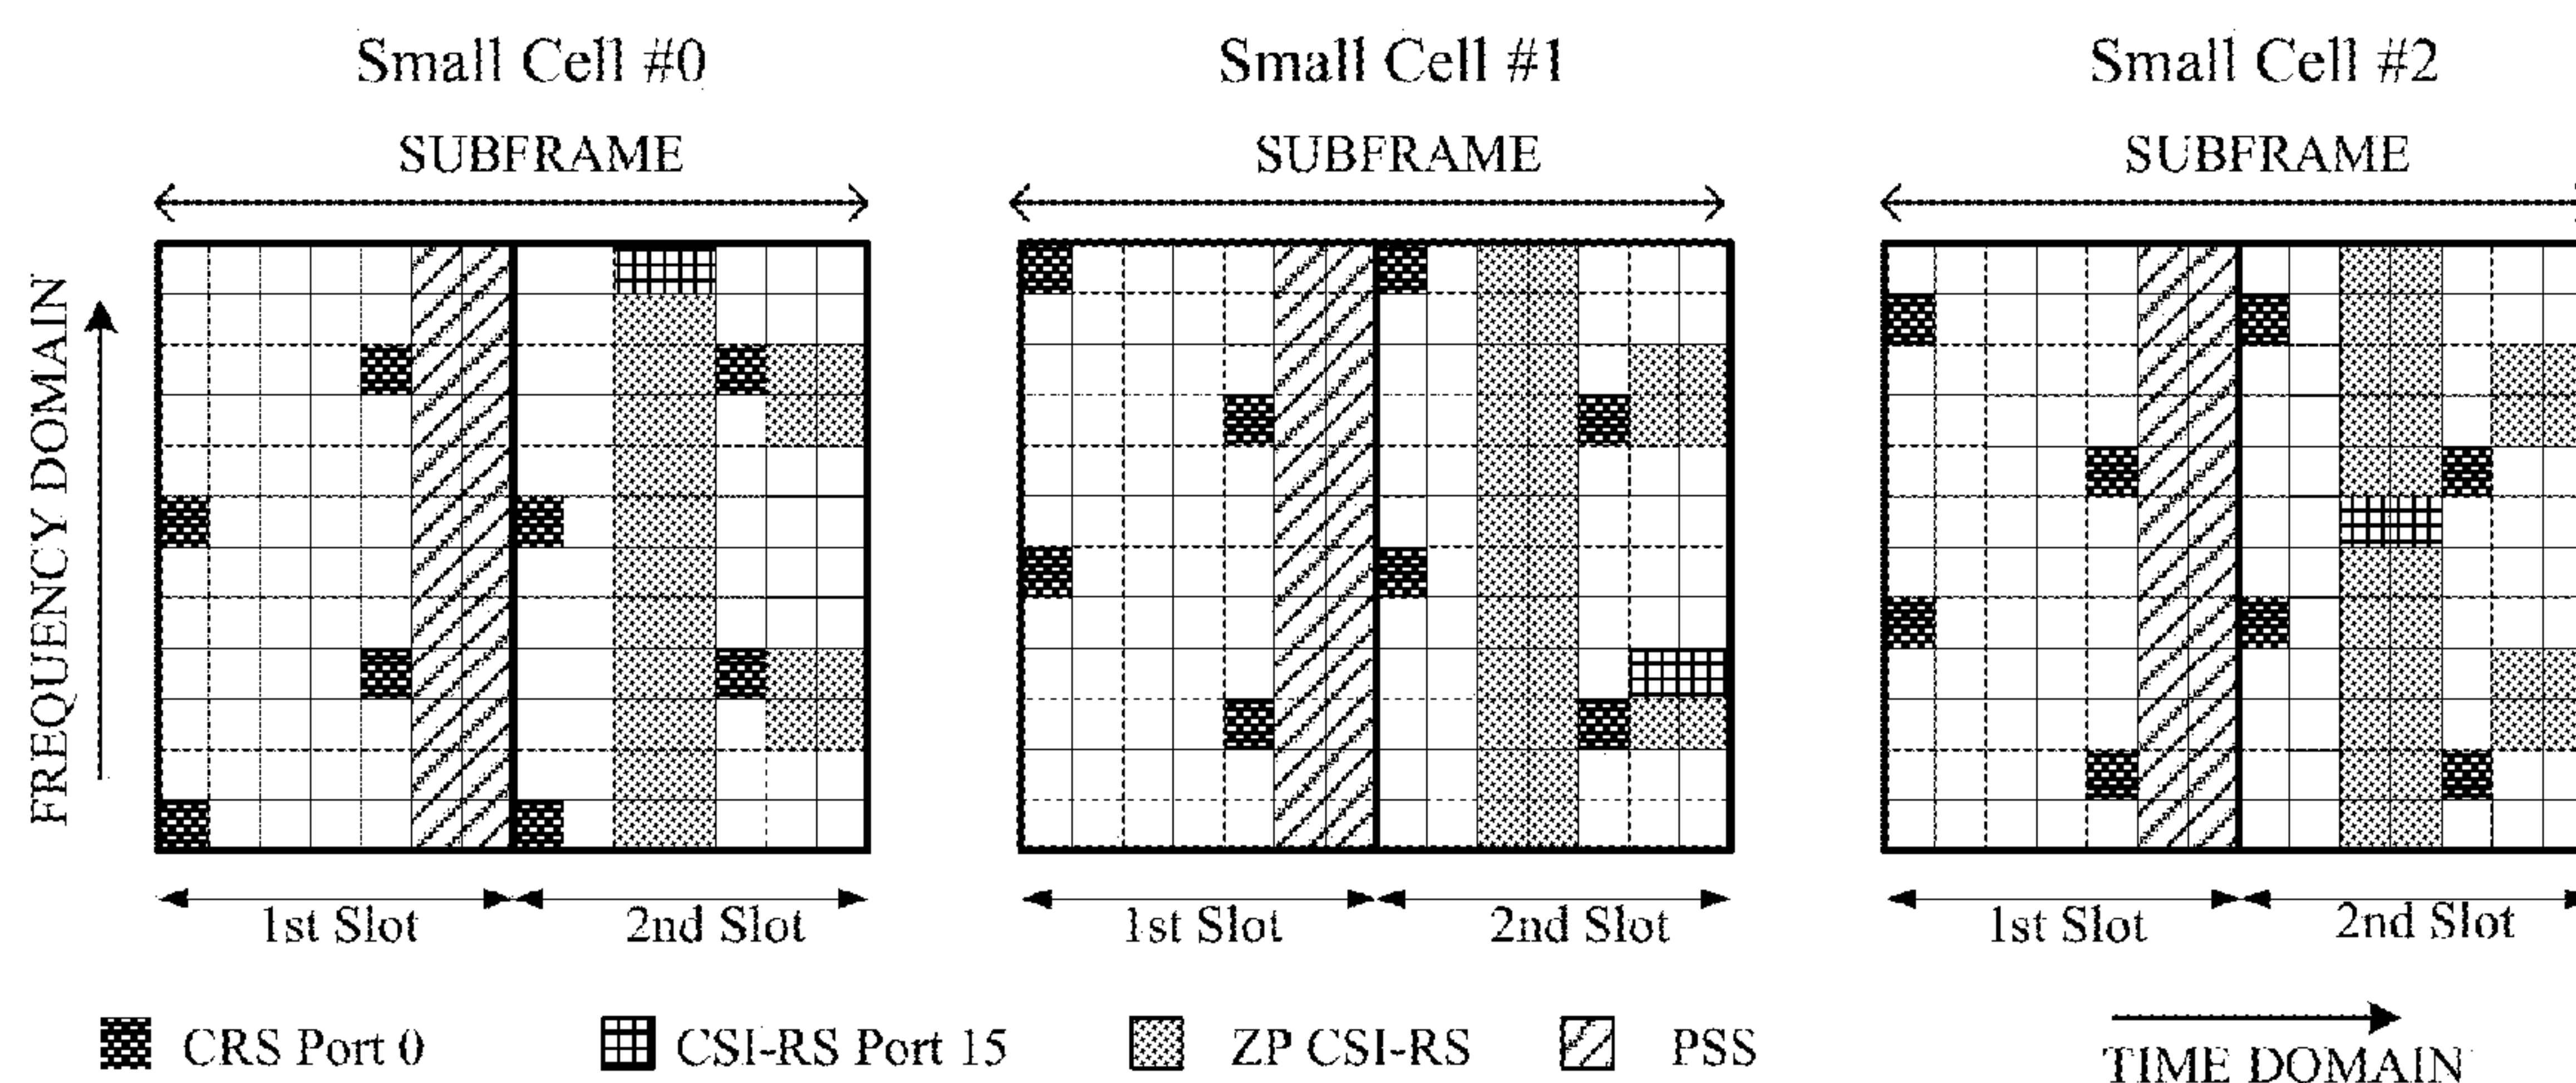 Small Cell #0 Small Cell #1 Small Cell #2
SUBFRAME SUBFRAME SUBFRAME
FREQUENCY DOMAIN
1st Slot 2nd Slot 1st Slot 2nd Slot 1st Slot 2nd Slot
CRS Port 0 CSI-RS Port 15 ZP CSI-RS PSS
TIME DOMAIN